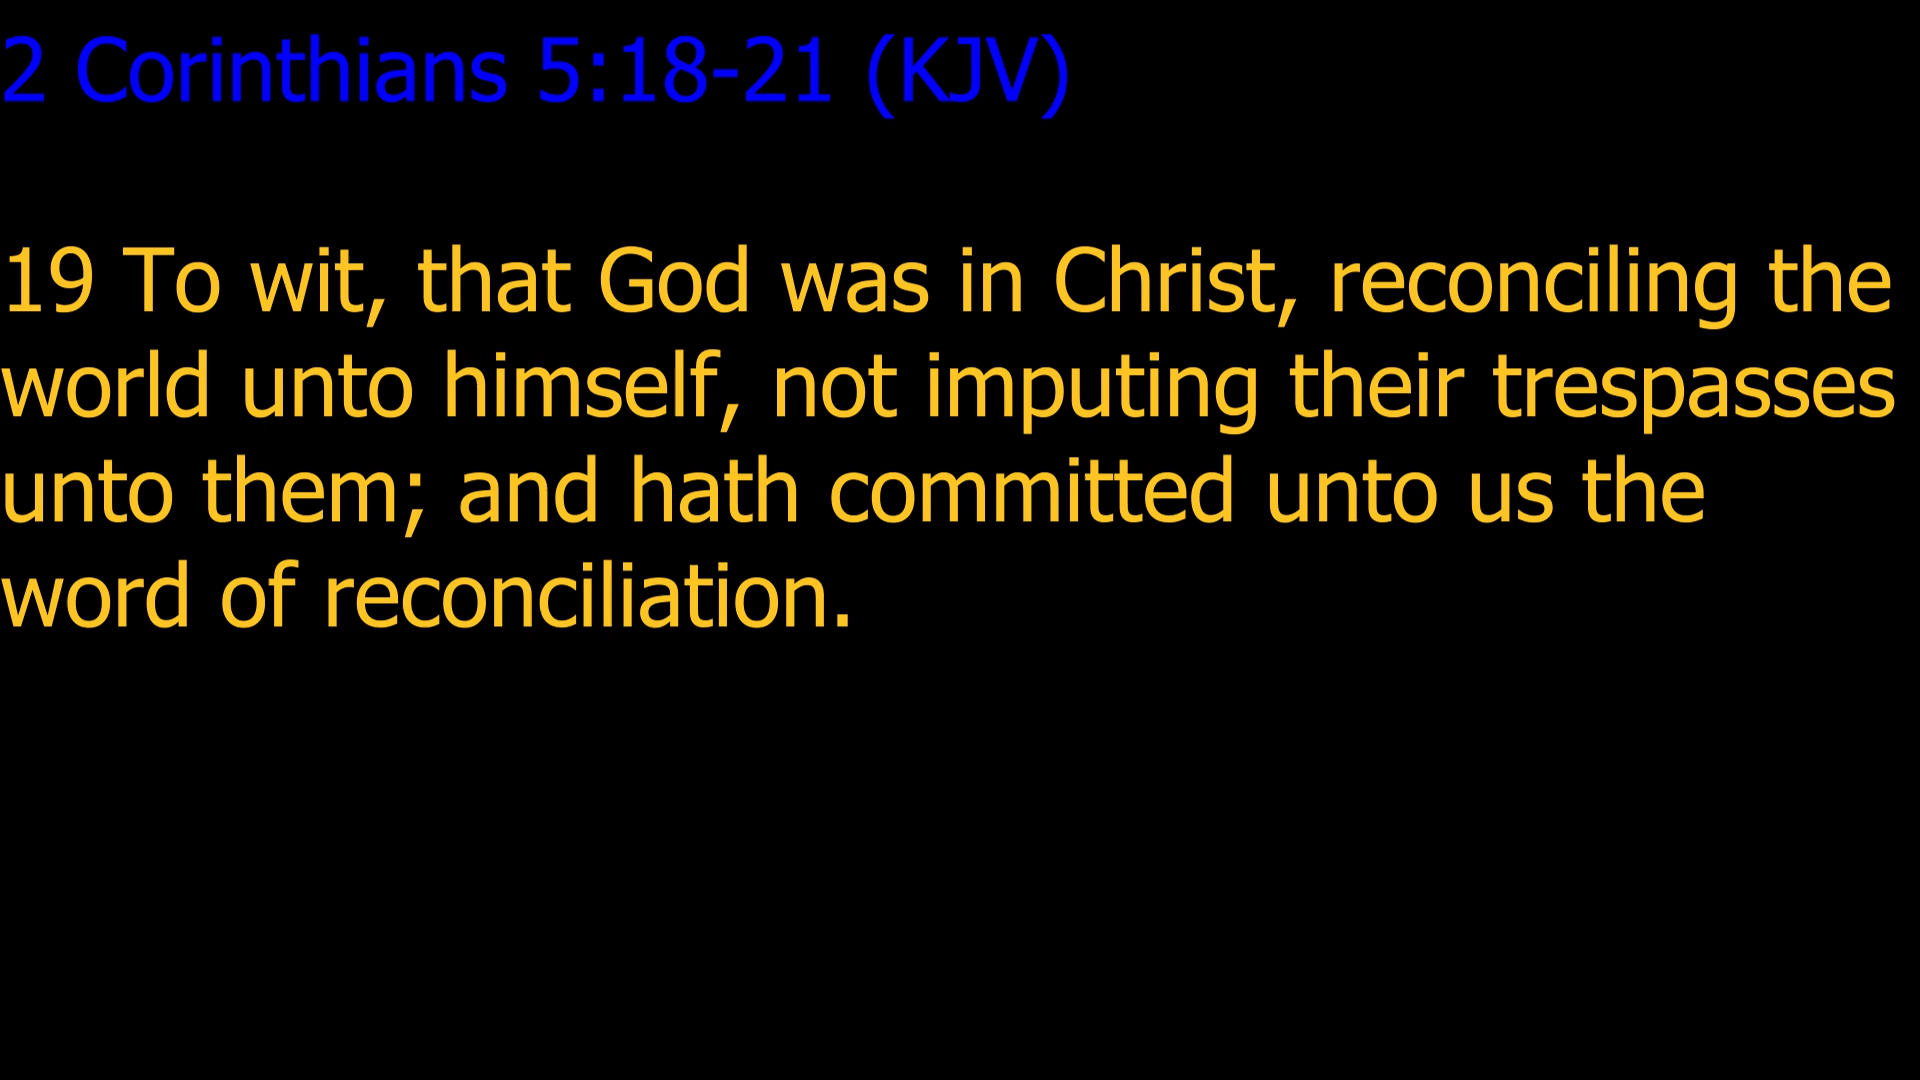 2 Corinthians 5:18-21 (KJV)
19 To wit, that God was in Christ, reconciling the
world unto himself, not imputing their trespasses
unto them; and hath committed unto us the
word of reconciliation.